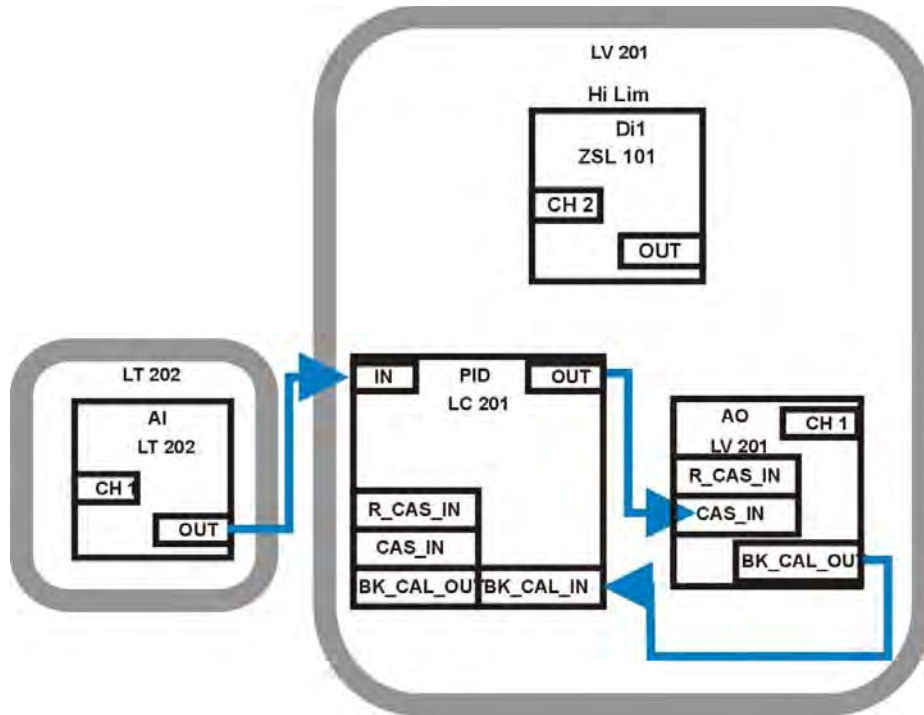 LV 201
Hi Lim
Di1
ZSL 101
CH 2
OUT
LT 202
AI
LT 202
CH 1
OUT
IN
PID
OUT
LC 201
R_CAS_IN
CAS_IN
BK_CAL_OUT
BK_CAL_IN
AO
CH 1
LV 201
R_CAS_IN
CAS_IN
BK_CAL_OUT